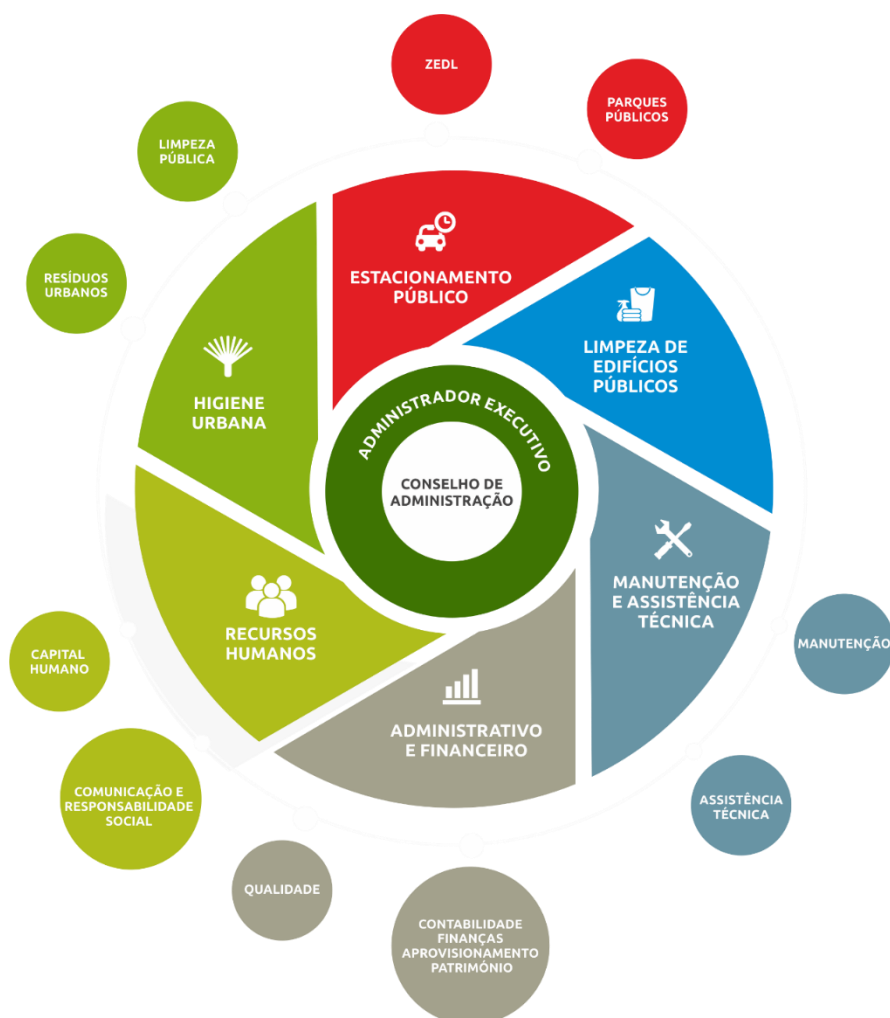 ZEDL
PARQUES
PÚBLICOS
LIMPEZA
PÚBLICA
RESÍDUOS
URBANOS
ESTACIONAMENTO
PÚBLICO
LIMPEZA DE
EDIFÍCIOS
PÚBLICOS
HIGIENE
URBANA
ADMINISTRADOR EXECUTIVO
CONSELHO DE
ADMINISTRAÇÃO
MANUTENÇÃO
E ASSISTÊNCIA
TÉCNICA
RECURSOS
HUMANOS
ADMINISTRATIVO
E FINANCEIRO
MANUTENÇÃO
CAPITAL
HUMANO
COMUNICAÇÃO E
RESPONSABILIDADE
SOCIAL
ASSISTÊNCIA
TÉCNICA
QUALIDADE
CONTABILIDADE
FINANÇAS
APROVISIONAMENTO
PATRIMÓNIO